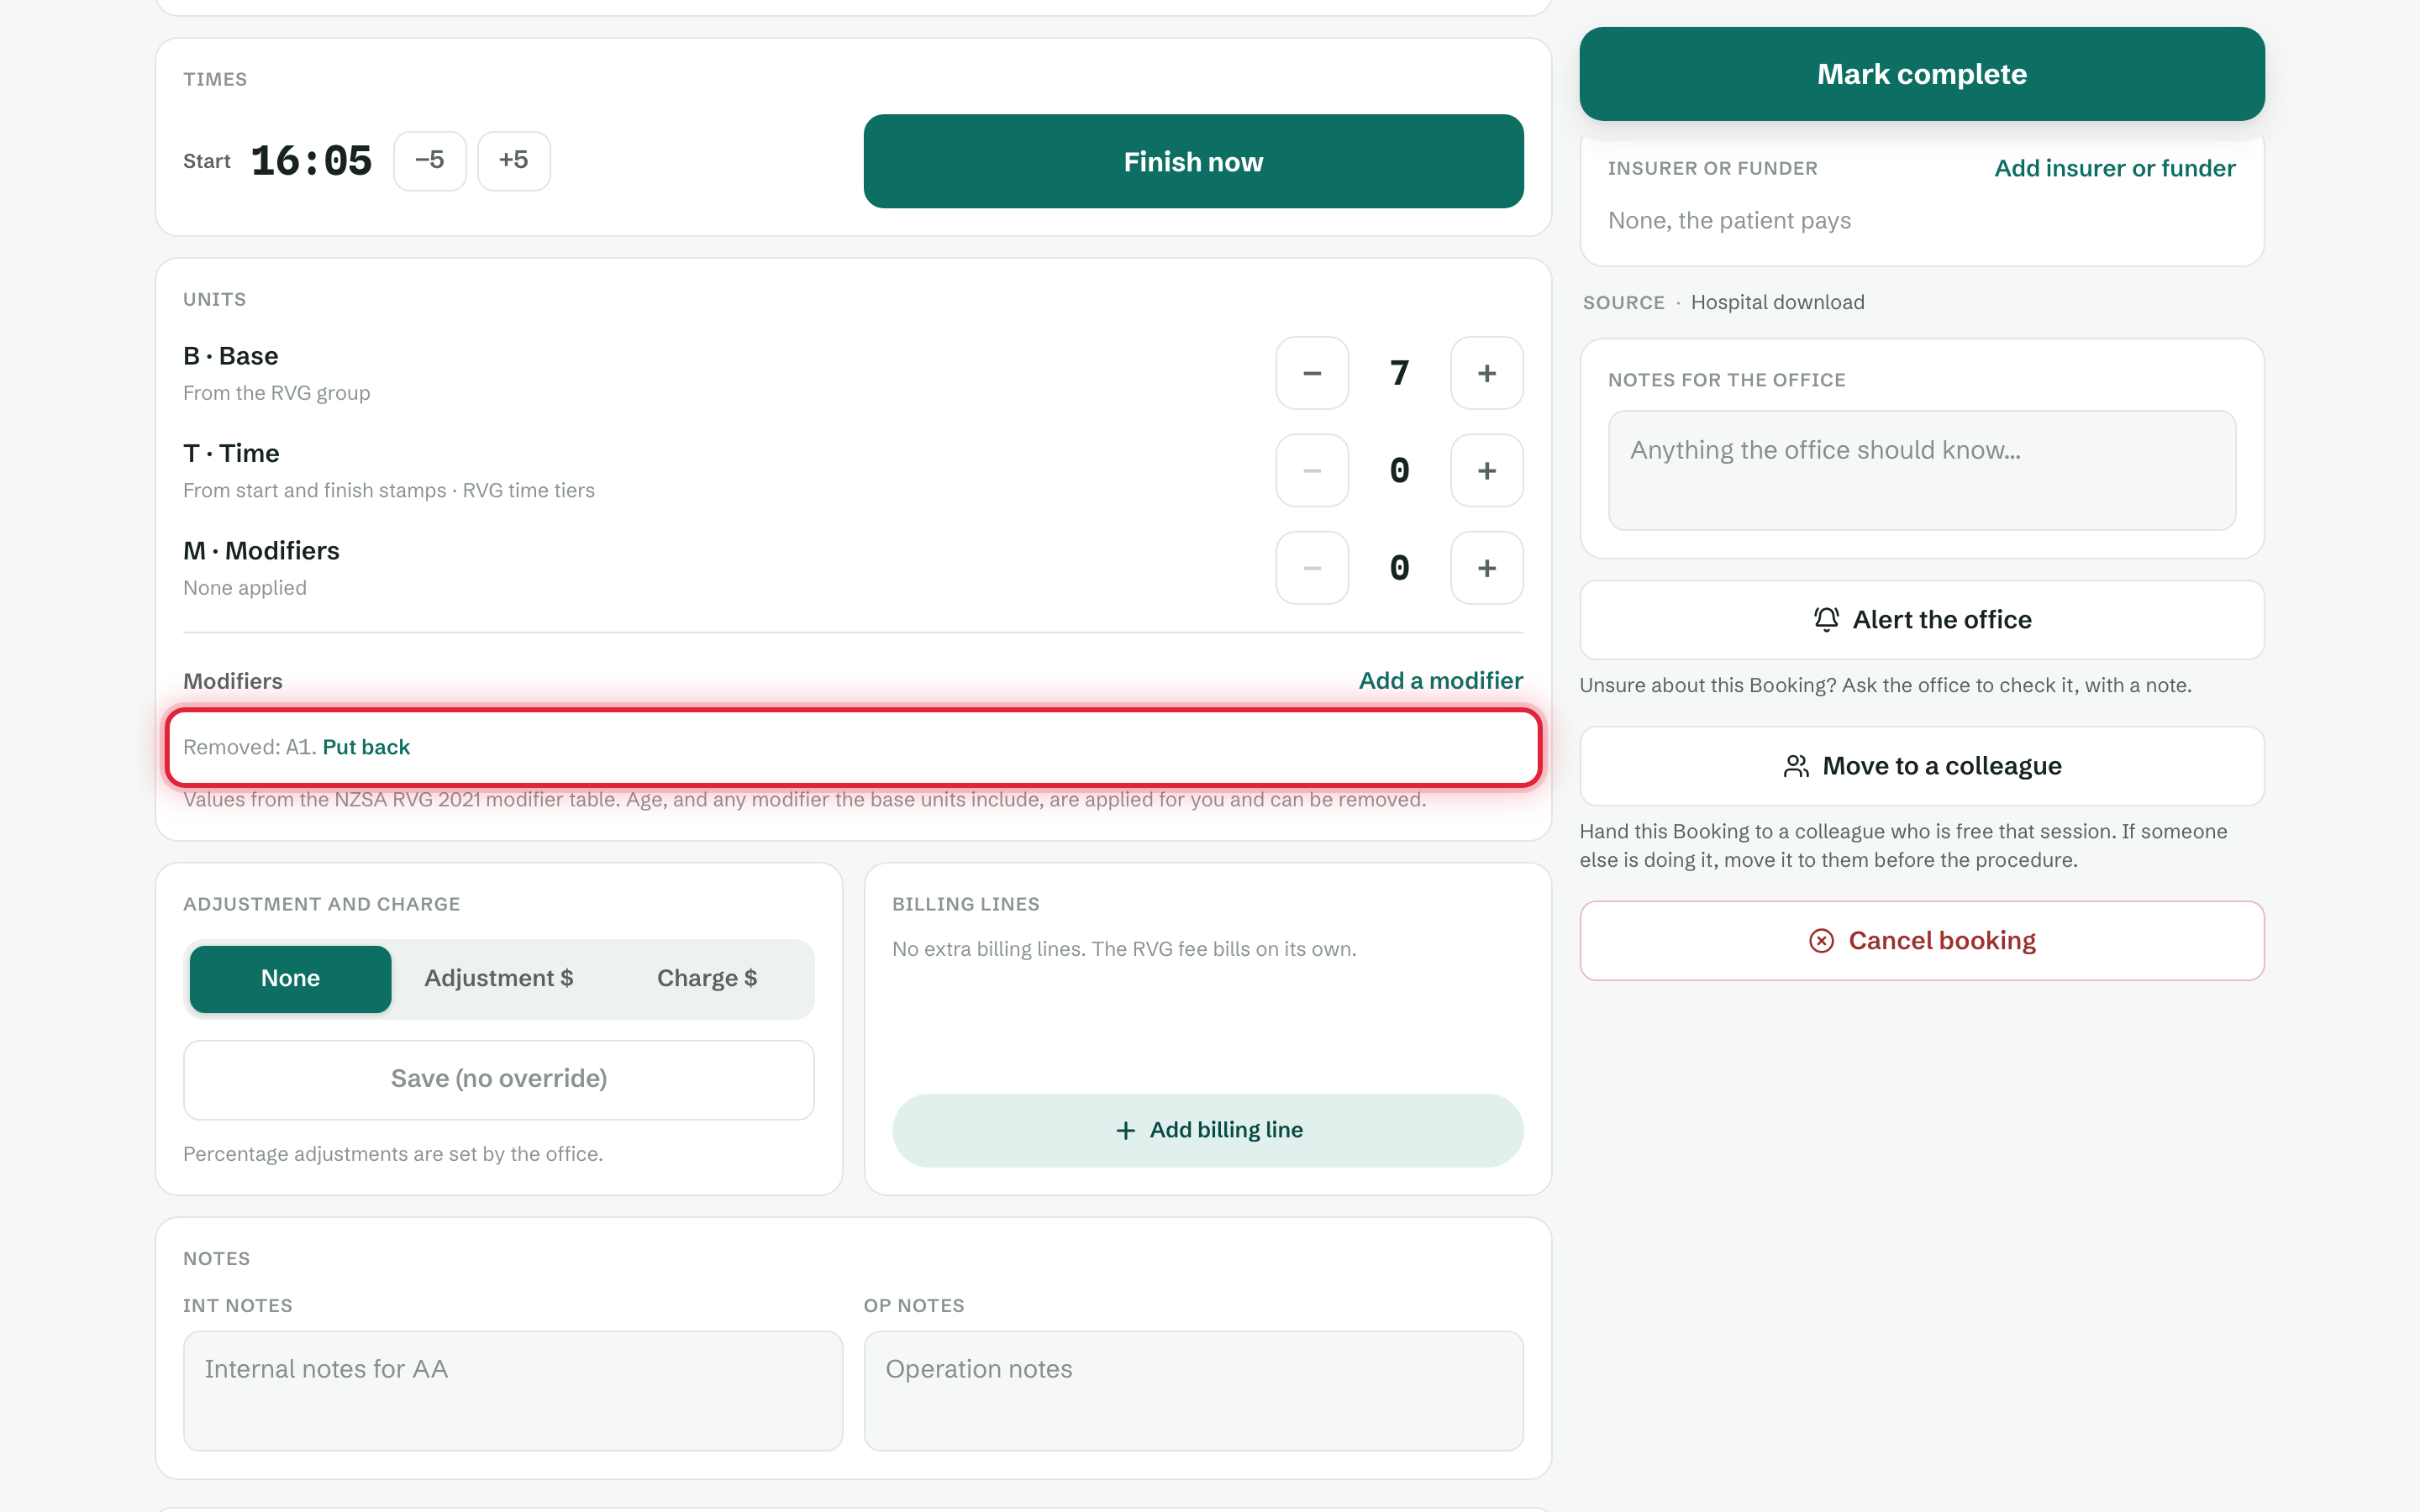 TIMES
Start 16:05 −5 +5
Finish now
UNITS
B · Base
From the RVG group
− 7 +
T · Time
From start and finish stamps · RVG time tiers
− 0 +
M · Modifiers
None applied
− 0 +
Modifiers
Add a modifier
Removed: A1. Put back
Values from the NZSA RVG 2021 modifier table. Age, and any modifier the base units include, are applied for you and can be removed.
ADJUSTMENT AND CHARGE
None Adjustment $ Charge $
Save (no override)
Percentage adjustments are set by the office.
BILLING LINES
No extra billing lines. The RVG fee bills on its own.
+ Add billing line
NOTES
INT NOTES
Internal notes for AA
OP NOTES
Operation notes
Mark complete
INSURER OR FUNDER
Add insurer or funder
None, the patient pays
SOURCE · Hospital download
NOTES FOR THE OFFICE
Anything the office should know...
Alert the office
Unsure about this Booking? Ask the office to check it, with a note.
Move to a colleague
Hand this Booking to a colleague who is free that session. If someone
else is doing it, move it to them before the procedure.
Cancel booking